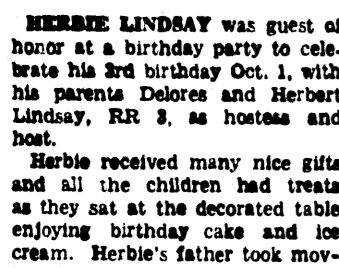 HERBIE LINDSAY was guest of
honor at a birthday party to cele-
brate his 3rd birthday Oct. 1, with
his parents Delores and Herbert
Lindsay, RR 3, as hostess and
host.
Herbie received many nice gifts
and all the children had treats
as they sat at the decorated table
enjoying birthday cake and ice
cream. Herbie's father took mov-